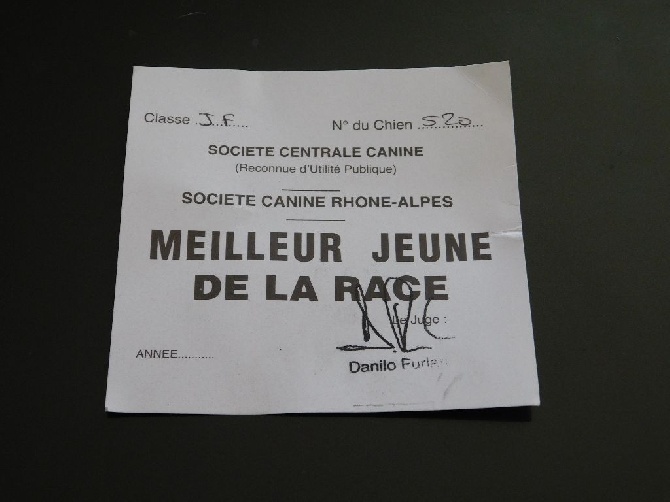 Classe J.F
N° du Chien 520
SOCIETE CENTRALE CANINE
(Reconnue d'Utilité Publique)
SOCIETE CANINE RHONE-ALPES
MEILLEUR JEUNE
DE LA RACE
Le Juge :
ANNEE...........
Danilo